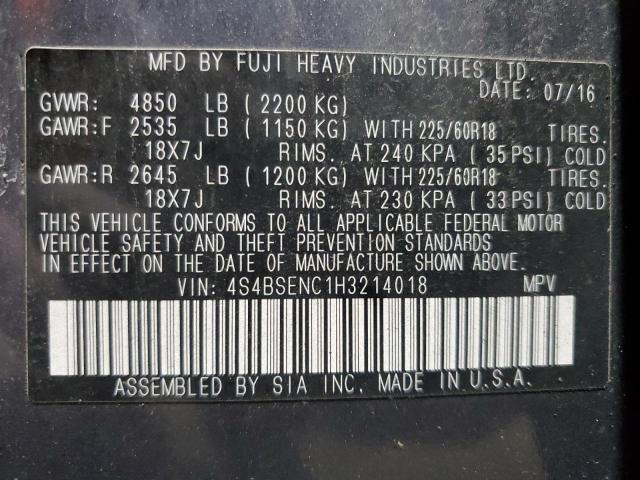 MFD BY FUJI HEAVY INDUSTRIES LTD.
DATE: 07/16
GVWR: 4850 LB (2200 KG)
GAWR:F 2535 LB (1150 KG) WITH 225/60R18 TIRES.
18X7J RIMS. AT 240 KPA (35 PSI) COLD
GAWR:R 2645 LB (1200 KG) WITH 225/60R18 TIRES.
18X7J RIMS. AT 230 KPA (33 PSI) COLD
THIS VEHICLE CONFORMS TO ALL APPLICABLE FEDERAL MOTOR
VEHICLE SAFETY AND THEFT PREVENTION STANDARDS
IN EFFECT ON THE DATE OF MANUFACTURE SHOWN ABOVE.
VIN: 4S4BSENC1H3214018 MPV
ASSEMBLED BY SIA INC. MADE IN U.S.A.